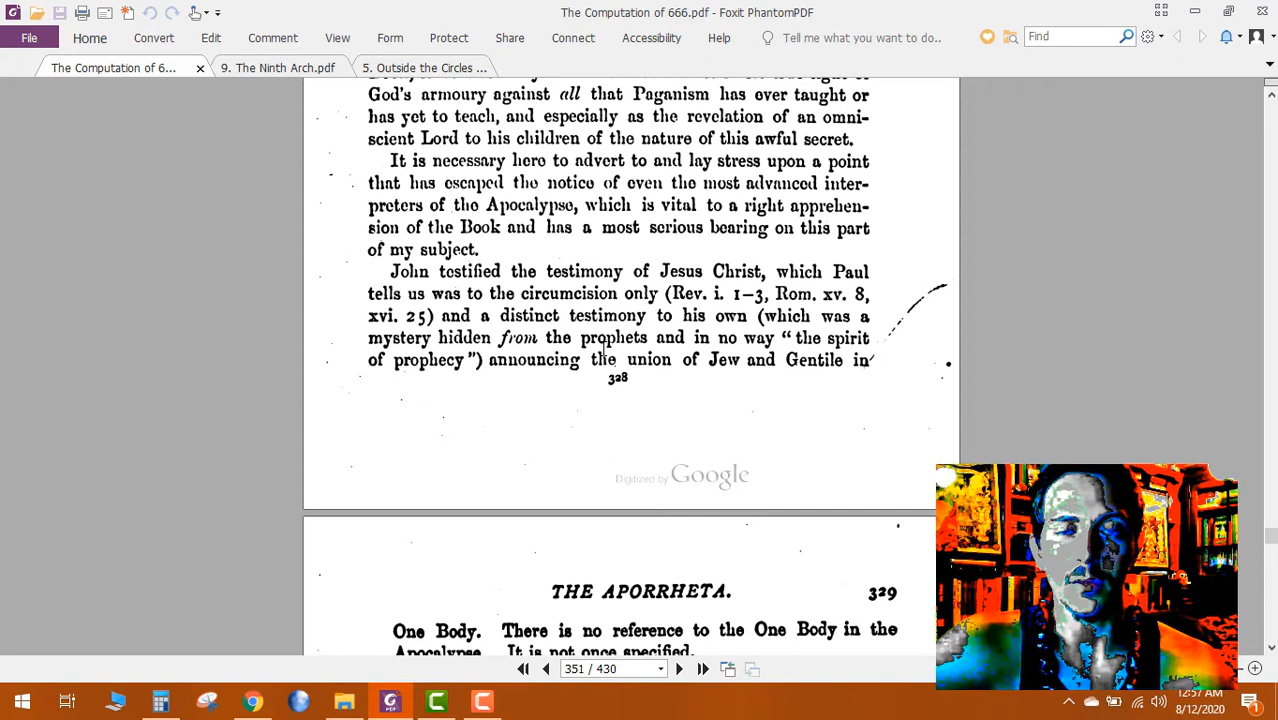 The Computation of 666.pdf - Foxit PhantomPDF
File Home Convert Edit Comment View Form Protect Share Connect Accessibility Help Tell me what you want to do.. Find
The Computation of 6... 9. The Ninth Arch.pdf 5. Outside the Circles ...
God's armoury against all that Paganism has ever taught or
has yet to teach, and especially as the revelation of an omni-
scient Lord to his children of the nature of this awful secret.
It is necessary here to advert to and lay stress upon a point
that has escaped the notice of even the most advanced inter-
preters of the Apocalypse, which is vital to a right apprehen-
sion of the Book and has a most serious bearing on this part
of my subject.
John testified the testimony of Jesus Christ, which Paul
tells us was to the circumcision only (Rev. i. 1–3, Rom. xv. 8,
xvi. 25) and a distinct testimony to his own (which was a
mystery hidden from the prophets and in no way "the spirit
of prophecy") announcing the union of Jew and Gentile in
328
Digitized by Google
THE APORRHETA. 329
One Body. There is no reference to the One Body in the
Apocalypse It is not once specified.
351 / 430
12:57 AM
8/12/2020